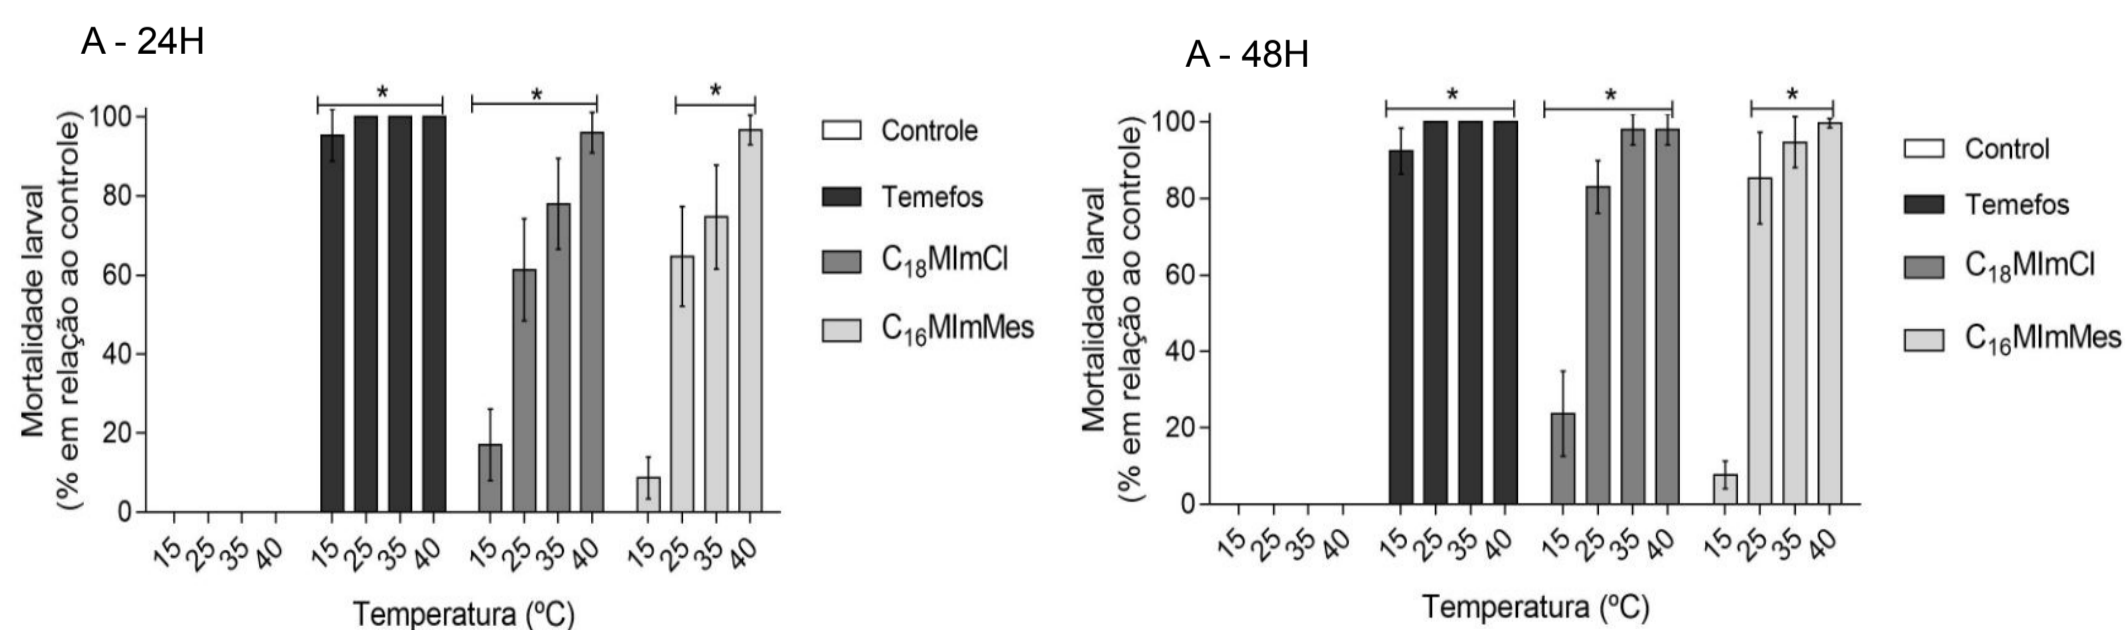 A - 24H
Mortalidade larval
(% em relação ao controle)
100
80
60
40
20
0
* * *
15 25 35 40 15 25 35 40 15 25 35 40 15 25 35 40
Temperatura (ºC)
Controle
Temefos
C18MImCl
C16MImMes
A - 48H
Mortalidade larval
(% em relação ao controle)
100
80
60
40
20
0
* * *
15 25 35 40 15 25 35 40 15 25 35 40 15 25 35 40
Temperatura (ºC)
Control
Temefos
C18MImCl
C16MImMes